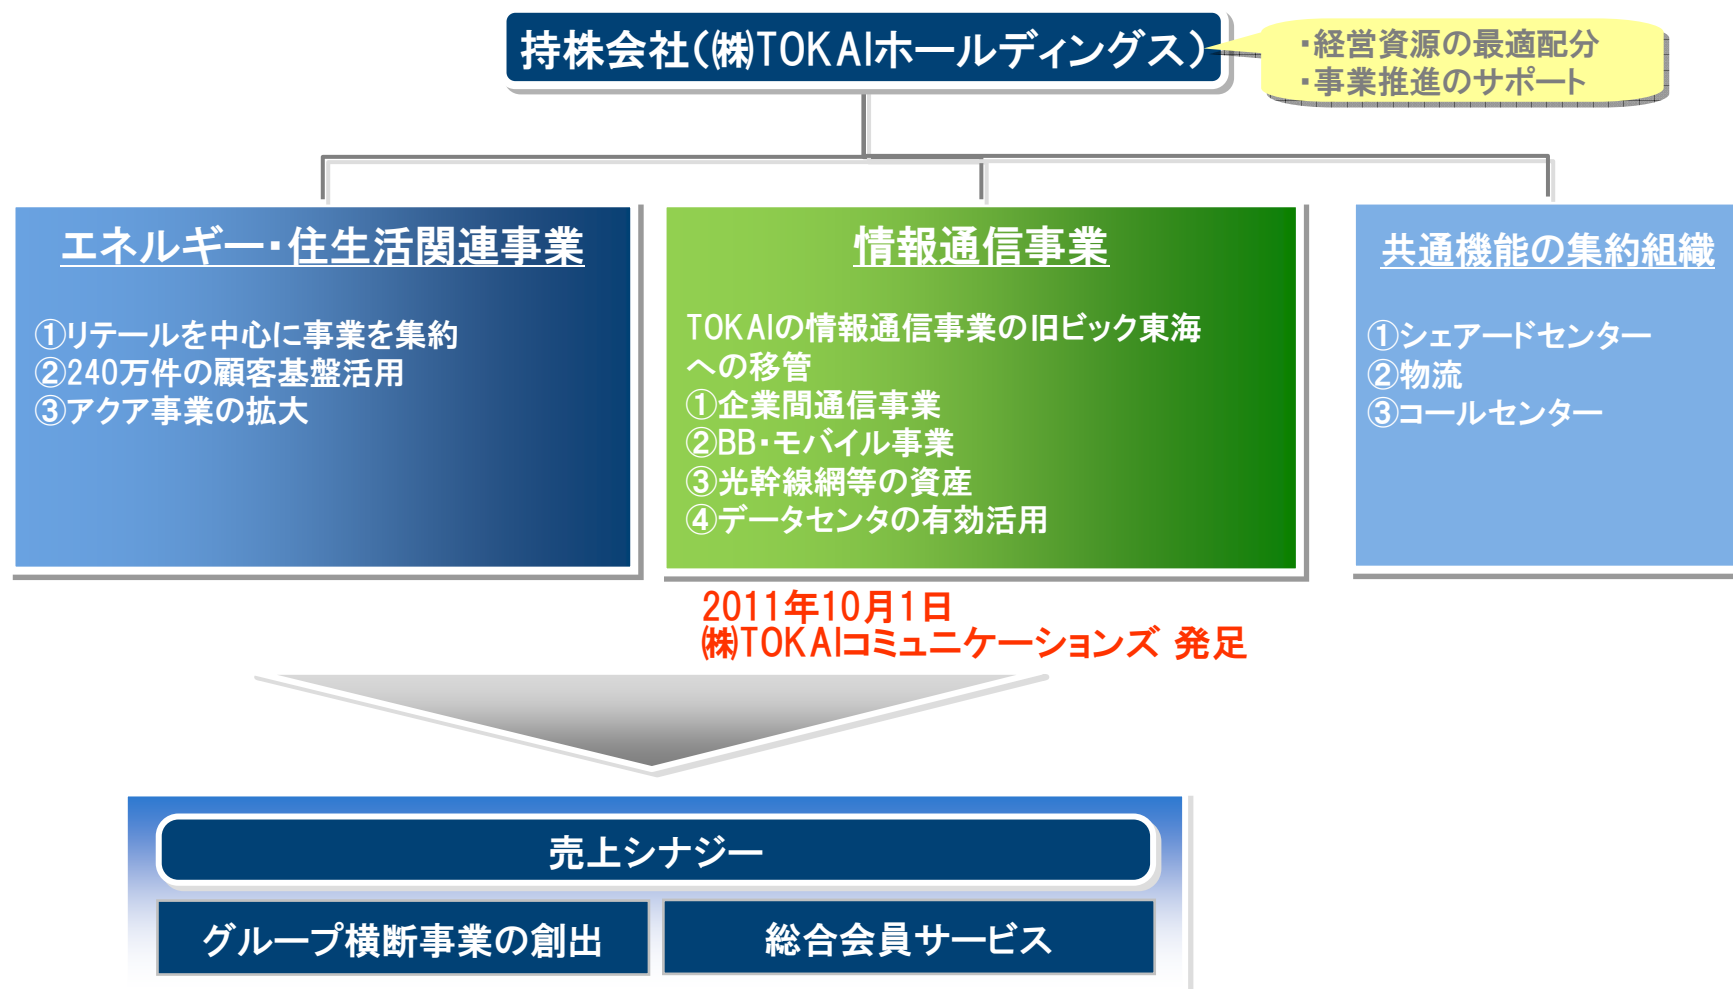 持株会社(㈱TOKAIホールディングス)
・経営資源の最適配分
・事業推進のサポート
エネルギー・住生活関連事業
①リテールを中心に事業を集約
②240万件の顧客基盤活用
③アクア事業の拡大
情報通信事業
TOKAIの情報通信事業の旧ビック東海
への移管
①企業間通信事業
②BB・モバイル事業
③光幹線網等の資産
④データセンタの有効活用
共通機能の集約組織
①シェアードセンター
②物流
③コールセンター
2011年10月1日
㈱TOKAIコミュニケーションズ 発足
売上シナジー
グループ横断事業の創出
総合会員サービス